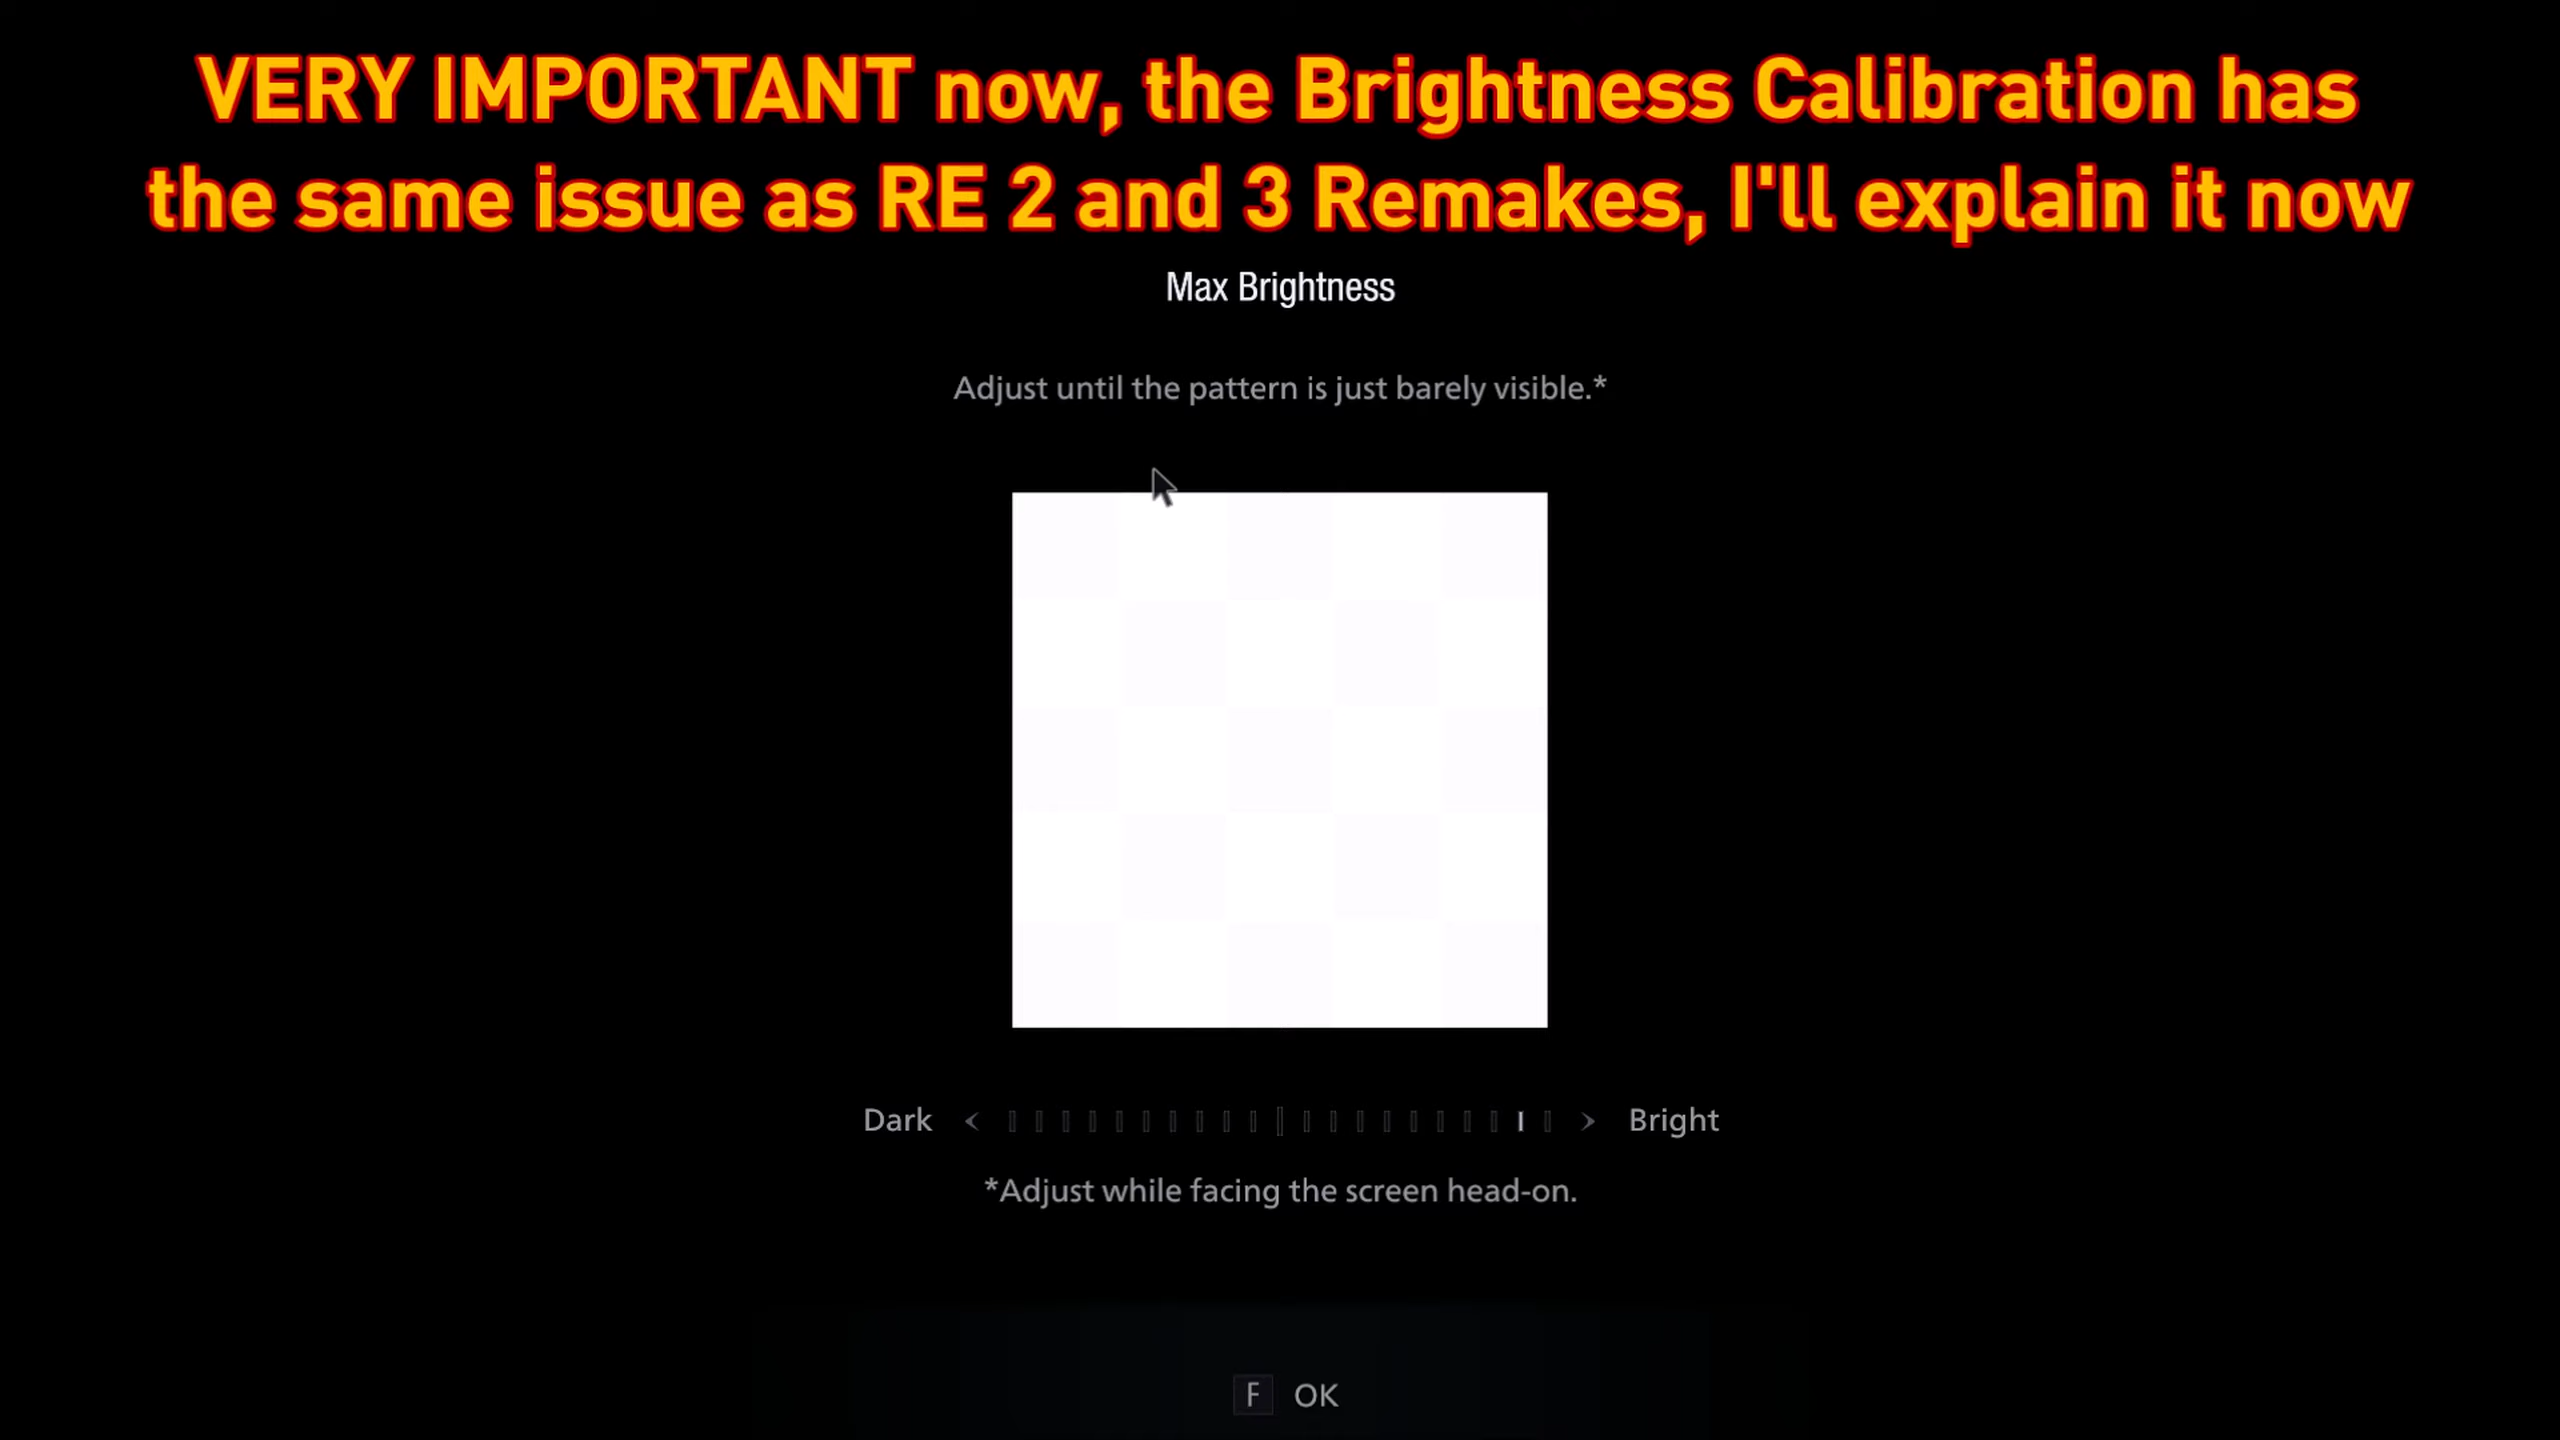 VERY IMPORTANT now, the Brightness Calibration has
the same issue as RE 2 and 3 Remakes, I'll explain it now
Max Brightness
Adjust until the pattern is just barely visible.*
Dark < > Bright
*Adjust while facing the screen head-on.
F OK